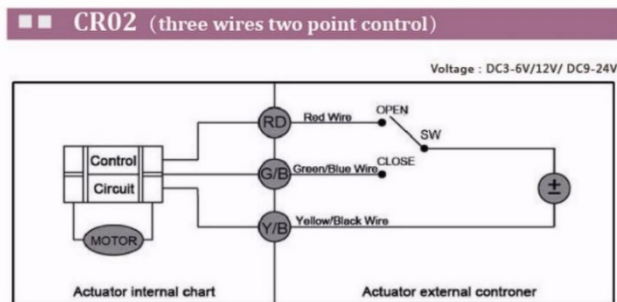 CR02 (three wires two point control)
Voltage : DC3-6V/12V/ DC9-24V
RD
Red Wire
OPEN
SW
Control
Circuit
G/B
Green/Blue Wire
CLOSE
±
Y/B
Yellow/Black Wire
MOTOR
Actuator internal chart
Actuator external controner